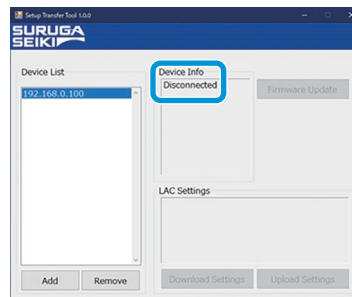 Setup Transfer Tool 1.0.0
SURUGA
SEIKI
Device List
Device Info
192.168.0.100
Disconnected
Firmware Update
LAC Settings
Add
Remove
Download Settings
Upload Settings